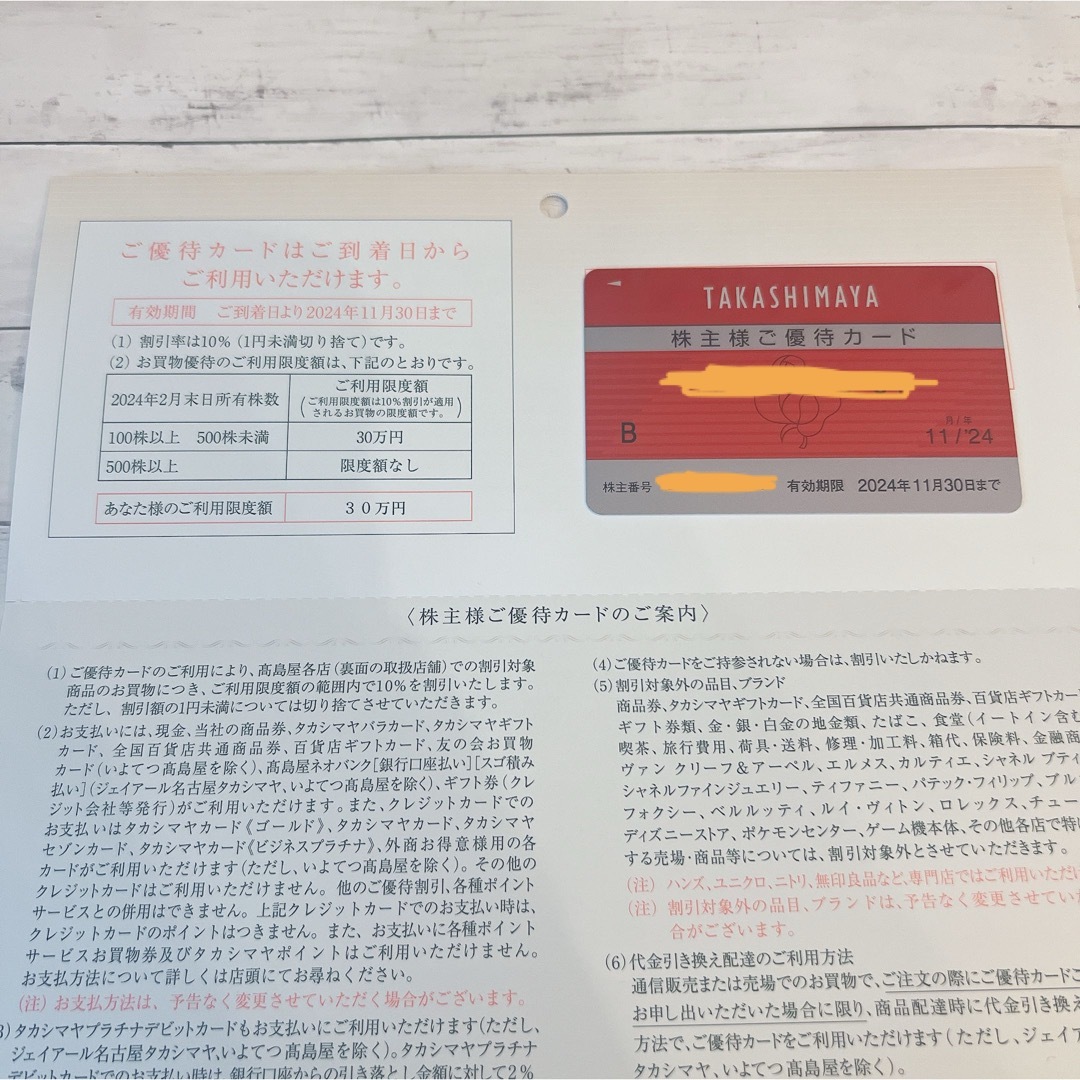 ご優待カードはご到着日から
ご利用いただけます。
有効期間　ご到着日より2024年11月30日まで
(1) 割引率は10%（1円未満切り捨て）です。
(2) お買物優待のご利用限度額は、下記のとおりです。
2024年2月末日所有株数
ご利用限度額
（ご利用限度額は10%割引が適用
されるお買物の限度額です。）
100株以上　500株未満　30万円
500株以上　限度額なし
あなた様のご利用限度額　３０万円
TAKASHIMAYA
株主様ご優待カード
B
月/年
11/'24
株主番号　有効期限　2024年11月30日まで
〈株主様ご優待カードのご案内〉
(1)ご優待カードのご利用により、髙島屋各店(裏面の取扱店舗)での割引対象
商品のお買物につき、ご利用限度額の範囲内で10%を割引いたします。
ただし、割引額の1円未満については切り捨てさせていただきます。
(2)お支払いには、現金、当社の商品券、タカシマヤバラカード、タカシマヤギフト
カード、全国百貨店共通商品券、百貨店ギフトカード、友の会お買物
カード(いよてつ髙島屋を除く)、髙島屋ネオバンク[銀行口座払い][スゴ積み
払い](ジェイアール名古屋タカシマヤ、いよてつ髙島屋を除く)、ギフト券(クレ
ジット会社等発行)がご利用いただけます。また、クレジットカードでの
お支払いはタカシマヤカード《ゴールド》、タカシマヤカード、タカシマヤ
セゾンカード、タカシマヤカード《ビジネスプラチナ》、外商お得意様用の各
カードがご利用いただけます(ただし、いよてつ髙島屋を除く)。その他の
クレジットカードはご利用いただけません。他のご優待割引、各種ポイント
サービスとの併用はできません。上記クレジットカードでのお支払い時は、
クレジットカードのポイントはつきません。また、お支払いに各種ポイント
サービスお買物券及びタカシマヤポイントはご利用いただけません。
お支払方法について詳しくは店頭にてお尋ねください。
(注)お支払方法は、予告なく変更させていただく場合がございます。
3)タカシマヤプラチナデビットカードもお支払いにご利用いただけます(ただし、
ジェイアール名古屋タカシマヤ、いよてつ髙島屋を除く)。タカシマヤプラチナ
デビットカードでのお支払い時は、銀行口座からの引き落とし金額に対して2%
(4)ご優待カードをご持参されない場合は、割引いたしかねます。
(5)割引対象外の品目、ブランド
商品券、タカシマヤギフトカード、全国百貨店共通商品券、百貨店ギフトカー
ギフト券類、金・銀・白金の地金類、たばこ、食堂(イートイン含む
喫茶、旅行費用、荷具・送料、修理・加工料、箱代、保険料、金融商
ヴァン クリーフ＆アーペル、エルメス、カルティエ、シャネル ブティ
シャネルファインジュエリー、ティファニー、パテック・フィリップ、ブル
フォクシー、ベルルッティ、ルイ・ヴィトン、ロレックス、チュー
ディズニーストア、ポケモンセンター、ゲーム機本体、その他各店で特に
する売場・商品等については、割引対象外とさせていただきます。
(注) ハンズ、ユニクロ、ニトリ、無印良品など、専門店ではご利用いただけ
(注) 割引対象外の品目、ブランドは、予告なく変更させていた
合がございます。
(6)代金引き換え配達のご利用方法
通信販売または売場でのお買物で、ご注文の際にご優待カードご
お申し出いただいた場合に限り、商品配達時に代金引き換え
方法で、ご優待カードをご利用いただけます(ただし、ジェイア
タカシマヤ、いよてつ髙島屋を除く)。